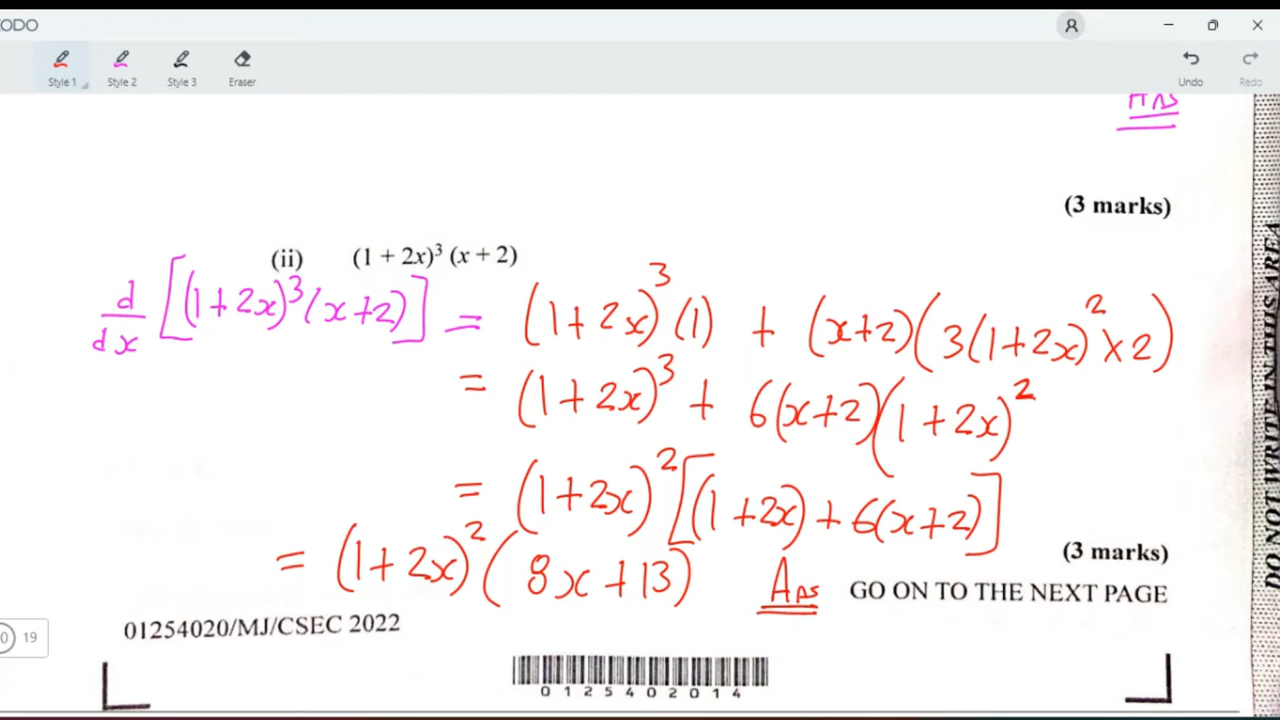 ODO
Style 1
Style 2
Style 3
Eraser
Undo
Redo
Ans
(3 marks)
(ii) (1 + 2x)³ (x + 2)
d/dx [(1+2x)³(x+2)] = (1+2x)³(1) + (x+2)(3(1+2x)²×2)
= (1+2x)³ + 6(x+2)(1+2x)²
= (1+2x)²[(1+2x)+6(x+2)]
(3 marks)
= (1+2x)²(8x+13) Ans
GO ON TO THE NEXT PAGE
01254020/MJ/CSEC 2022
19
0 1 2 5 4 0 2 0 1 4
DO NOT WRITE IN THIS AREA